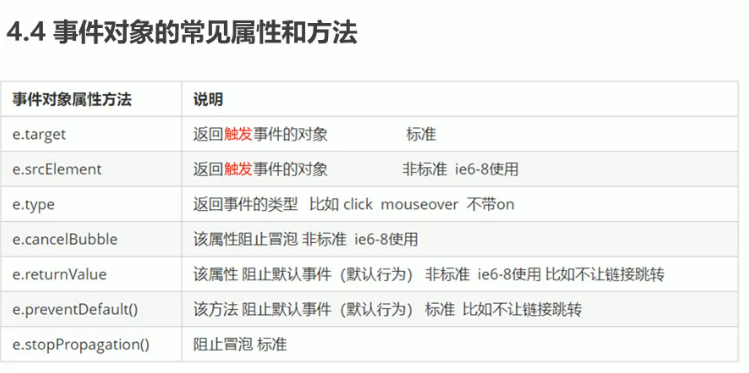 4.4 事件对象的常见属性和方法
事件对象属性方法 说明
e.target 返回触发事件的对象 标准
e.srcElement 返回触发事件的对象 非标准 ie6-8使用
e.type 返回事件的类型 比如 click mouseover 不带on
e.cancelBubble 该属性阻止冒泡 非标准 ie6-8使用
e.returnValue 该属性 阻止默认事件（默认行为） 非标准 ie6-8使用 比如不让链接跳转
e.preventDefault() 该方法 阻止默认事件（默认行为） 标准 比如不让链接跳转
e.stopPropagation() 阻止冒泡 标准